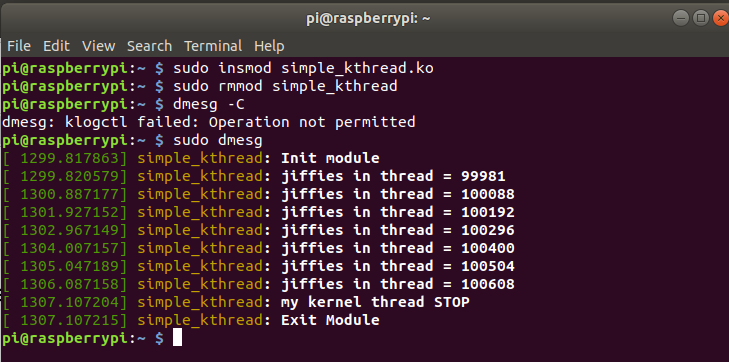 pi@raspberrypi: ~
File Edit View Search Terminal Help
pi@raspberrypi:~ $ sudo insmod simple_kthread.ko
pi@raspberrypi:~ $ sudo rmmod simple_kthread
pi@raspberrypi:~ $ dmesg -C
dmesg: klogctl failed: Operation not permitted
pi@raspberrypi:~ $ sudo dmesg
[ 1299.817863] simple_kthread: Init module
[ 1299.820579] simple_kthread: jiffies in thread = 99981
[ 1300.887177] simple_kthread: jiffies in thread = 100088
[ 1301.927152] simple_kthread: jiffies in thread = 100192
[ 1302.967149] simple_kthread: jiffies in thread = 100296
[ 1304.007157] simple_kthread: jiffies in thread = 100400
[ 1305.047189] simple_kthread: jiffies in thread = 100504
[ 1306.087158] simple_kthread: jiffies in thread = 100608
[ 1307.107204] simple_kthread: my kernel thread STOP
[ 1307.107215] simple_kthread: Exit Module
pi@raspberrypi:~ $